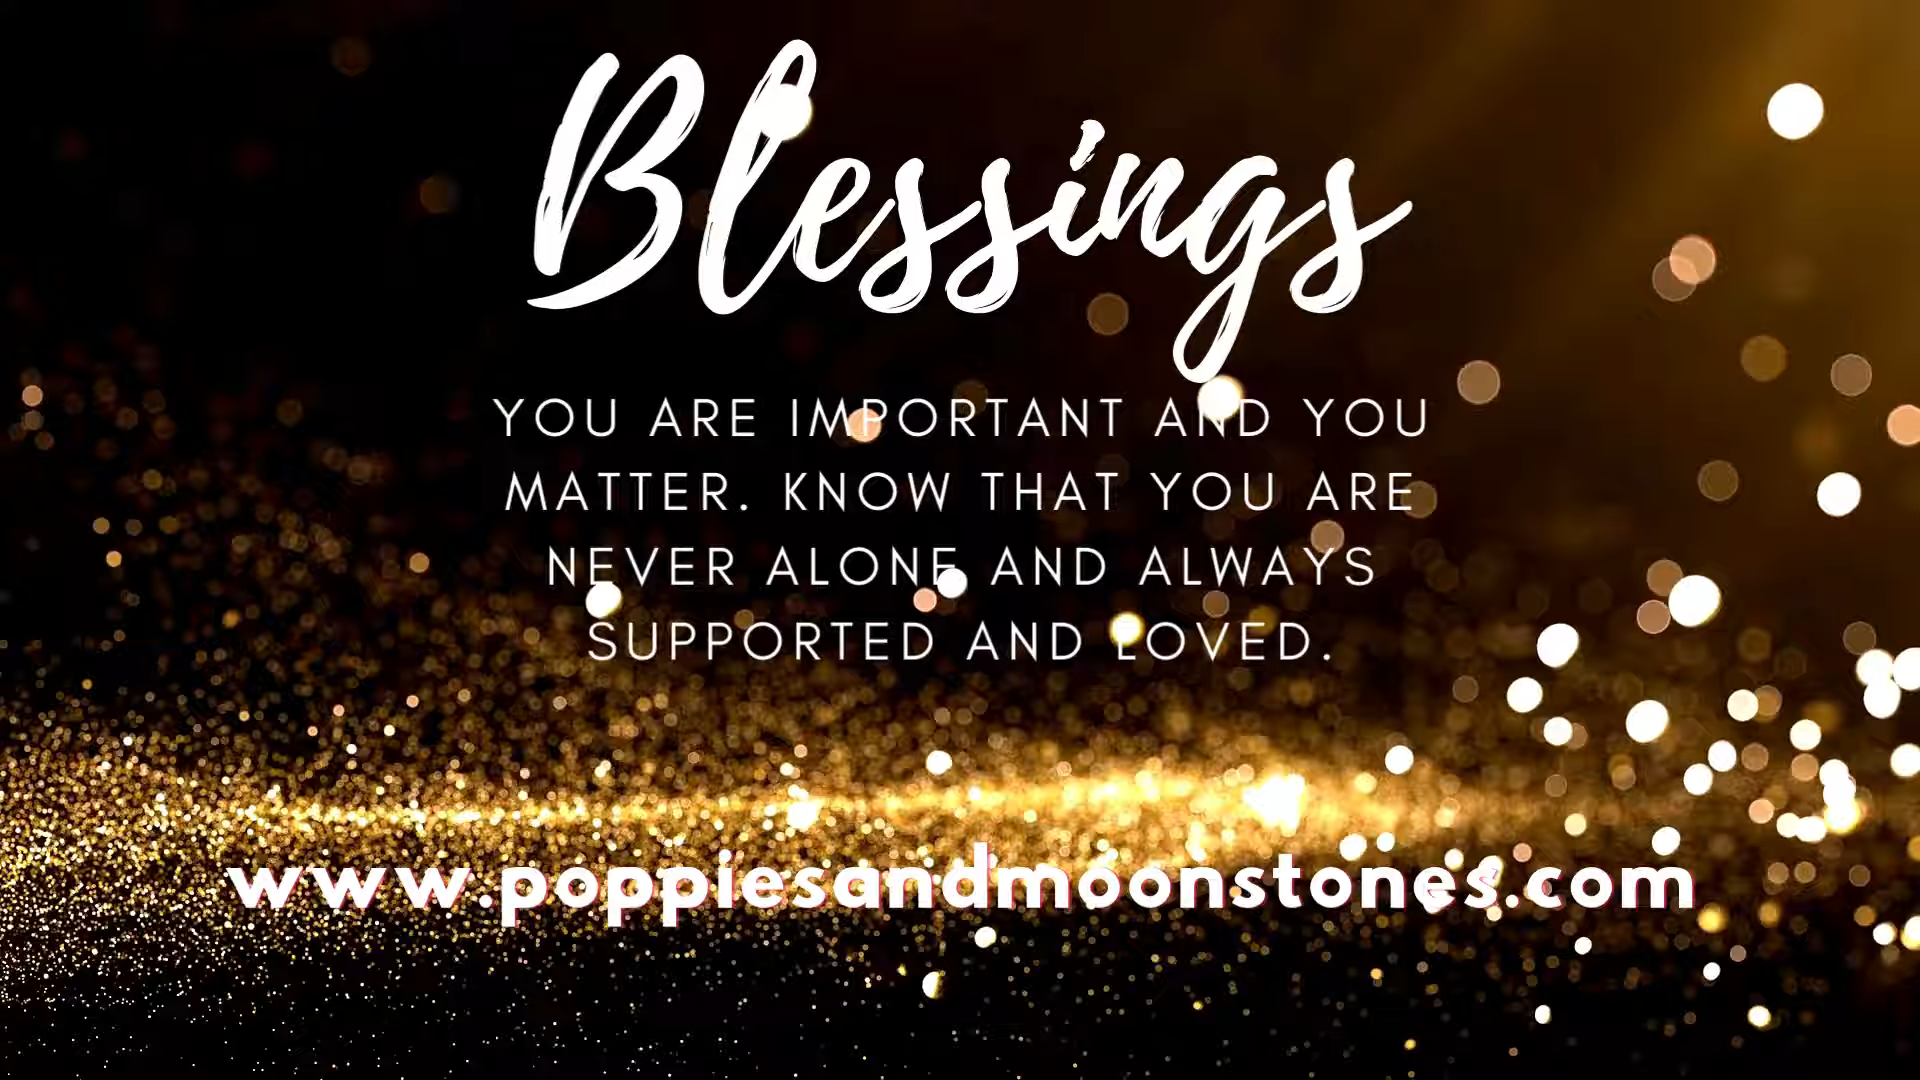 Blessings
YOU ARE IMPORTANT AND YOU
MATTER. KNOW THAT YOU ARE
NEVER ALONE AND ALWAYS
SUPPORTED AND LOVED.
www.poppiesandmoonstones.com